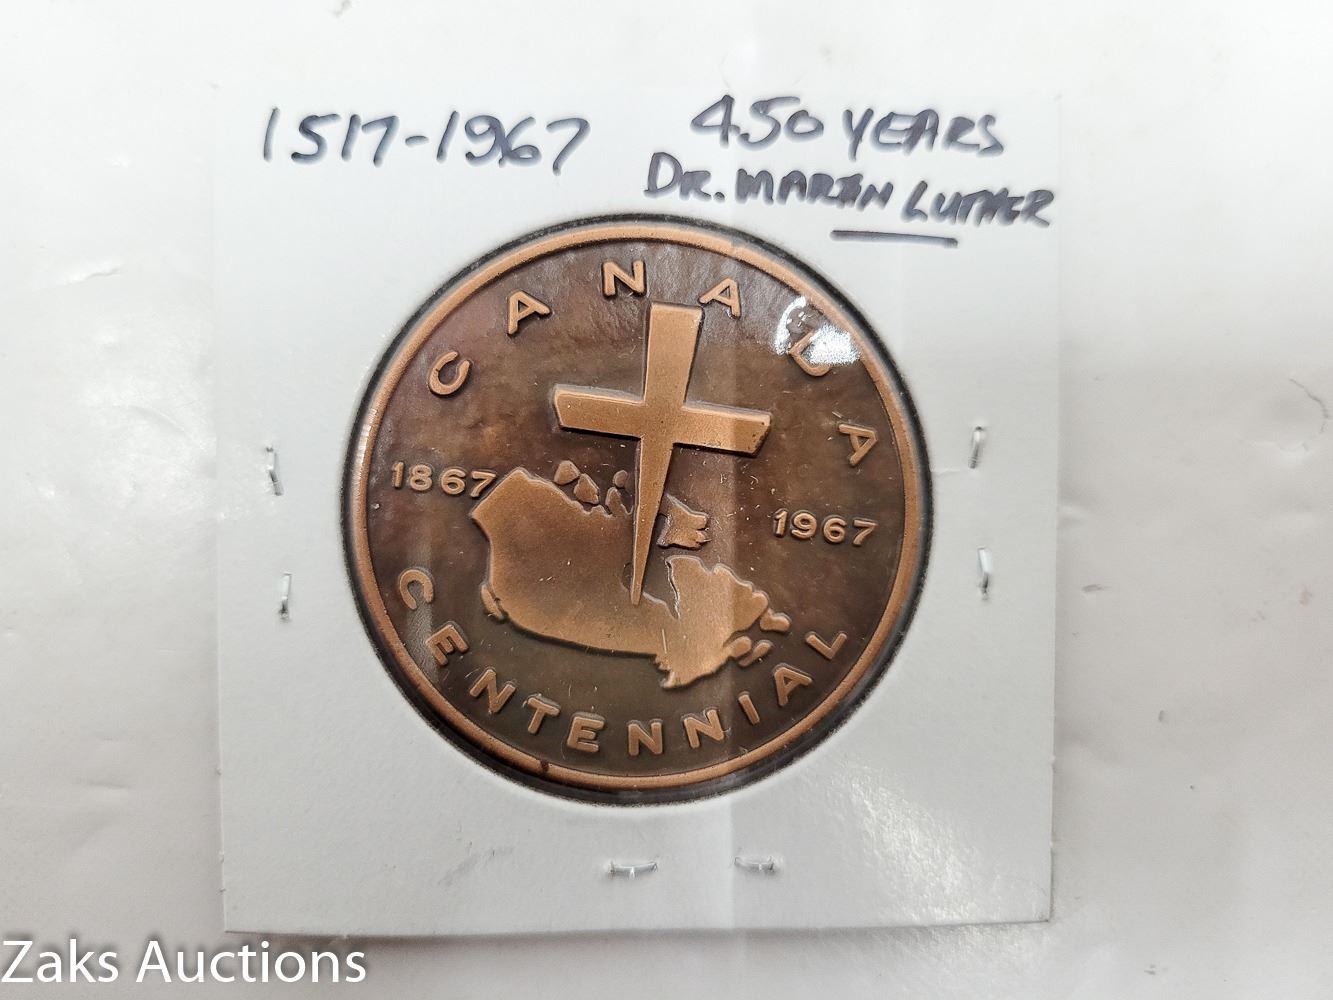 1517-1967
450 YEARS
DR. MARTIN LUTHER
CANADA
1867
1967
CENTENNIAL
Zaks Auctions